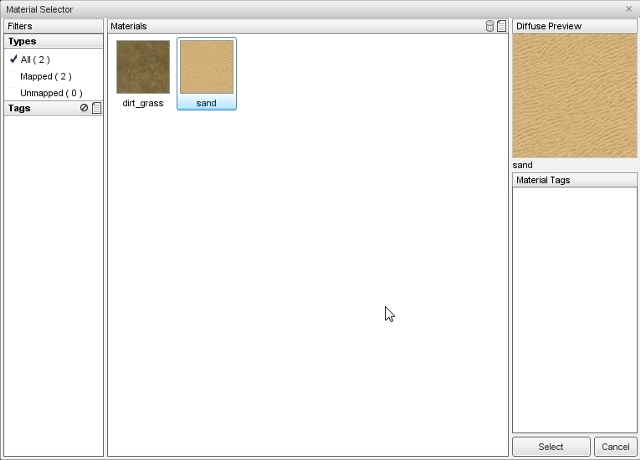 Material Selector
Filters
Types
All ( 2 )
Mapped ( 2 )
Unmapped ( 0 )
Tags
Materials
dirt_grass
sand
Diffuse Preview
sand
Material Tags
Select
Cancel